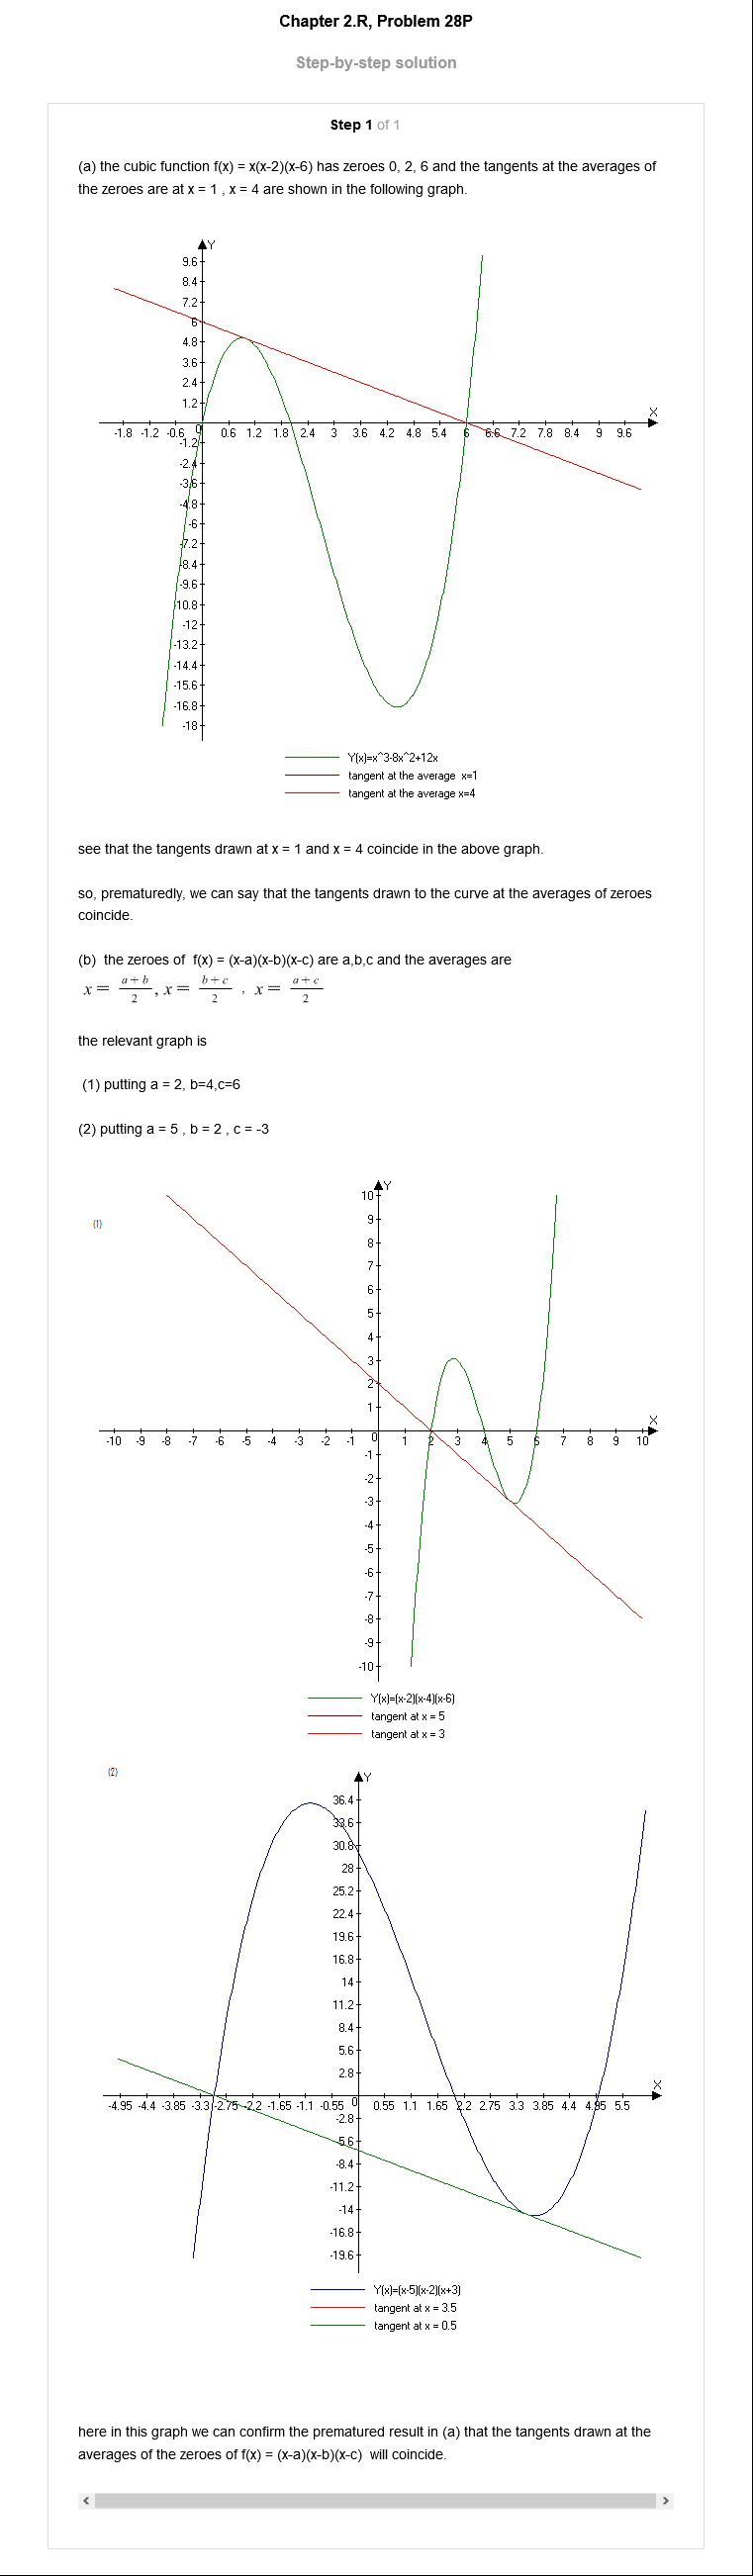 Chapter 2.R, Problem 28P
Step-by-step solution
Step 1 of 1
(a) the cubic function f(x) = x(x-2)(x-6) has zeroes 0, 2, 6 and the tangents at the averages of
the zeroes are at x = 1 , x = 4 are shown in the following graph.
Y
9.6
8.4
7.2
6
4.8
3.6
2.4
1.2
X
-1.8 -1.2 -0.6 0 0.6 1.2 1.8 2.4 3 3.6 4.2 4.8 5.4 6 6.6 7.2 7.8 8.4 9 9.6
-1.2
-2.4
-3.6
-4.8
-6
-7.2
-8.4
-9.6
-10.8
-12
-13.2
-14.4
-15.6
-16.8
-18
Y(x)=x^3-8x^2+12x
tangent at the average x=1
tangent at the average x=4
see that the tangents drawn at x = 1 and x = 4 coincide in the above graph.
so, prematuredly, we can say that the tangents drawn to the curve at the averages of zeroes
coincide.
(b) the zeroes of f(x) = (x-a)(x-b)(x-c) are a,b,c and the averages are
x = a+b/2 , x = b+c/2 , x = a+c/2
the relevant graph is
(1) putting a = 2, b=4,c=6
(2) putting a = 5 , b = 2 , c = -3
Y
(1)
10
9
8
7
6
5
4
3
2
1
X
-10 -9 -8 -7 -6 -5 -4 -3 -2 -1 0 1 2 3 4 5 6 7 8 9 10
-1
-2
-3
-4
-5
-6
-7
-8
-9
-10
Y(x)=(x-2)(x-4)(x-6)
tangent at x = 5
tangent at x = 3
(2)
Y
36.4
33.6
30.8
28
25.2
22.4
19.6
16.8
14
11.2
8.4
5.6
2.8
X
-4.95 -4.4 -3.85 -3.3 -2.75 -2.2 -1.65 -1.1 -0.55 0 0.55 1.1 1.65 2.2 2.75 3.3 3.85 4.4 4.95 5.5
-2.8
-5.6
-8.4
-11.2
-14
-16.8
-19.6
Y(x)=(x-5)(x-2)(x+3)
tangent at x = 3.5
tangent at x = 0.5
here in this graph we can confirm the prematured result in (a) that the tangents drawn at the
averages of the zeroes of f(x) = (x-a)(x-b)(x-c) will coincide.